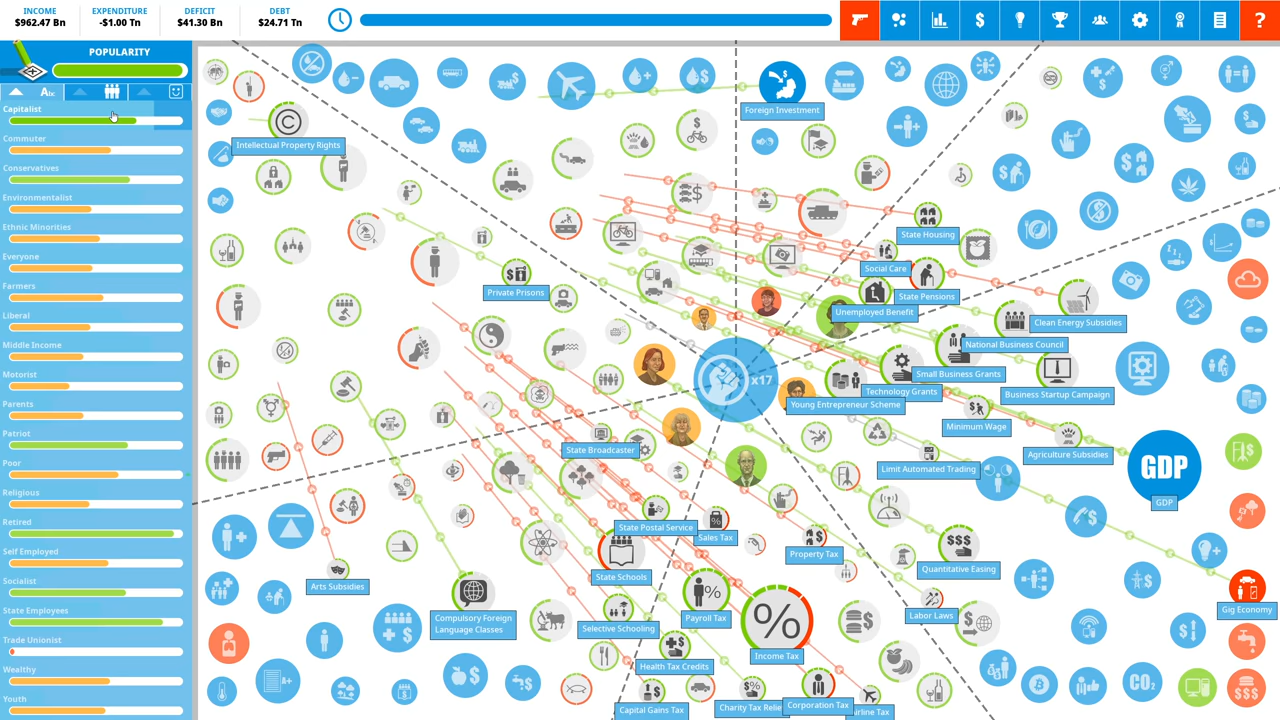 INCOME
$962.47 Bn
EXPENDITURE
-$1.00 Tn
DEFICIT
$41.30 Bn
DEBT
$24.71 Tn
?
POPULARITY
Abc
Capitalist
Commuter
Conservatives
Environmentalist
Ethnic Minorities
Everyone
Farmers
Liberal
Middle Income
Motorist
Parents
Patriot
Poor
Religious
Retired
Self Employed
Socialist
State Employees
Trade Unionist
Wealthy
Youth
Foreign Investment
Intellectual Property Rights
State Housing
Social Care
Private Prisons
State Pensions
Unemployed Benefit
Clean Energy Subsidies
National Business Council
Small Business Grants
Technology Grants
Business Startup Campaign
x17
Young Entrepreneur Scheme
Minimum Wage
State Broadcaster
Agriculture Subsidies
Limit Automated Trading
GDP
GDP
State Postal Service
Sales Tax
Property Tax
Quantitative Easing
State Schools
Arts Subsidies
Gig Economy
Compulsory Foreign
Language Classes
Payroll Tax
Labor Laws
Selective Schooling
Income Tax
Health Tax Credits
CO2
Capital Gains Tax
Charity Tax Relie
Corporation Tax
irline Tax